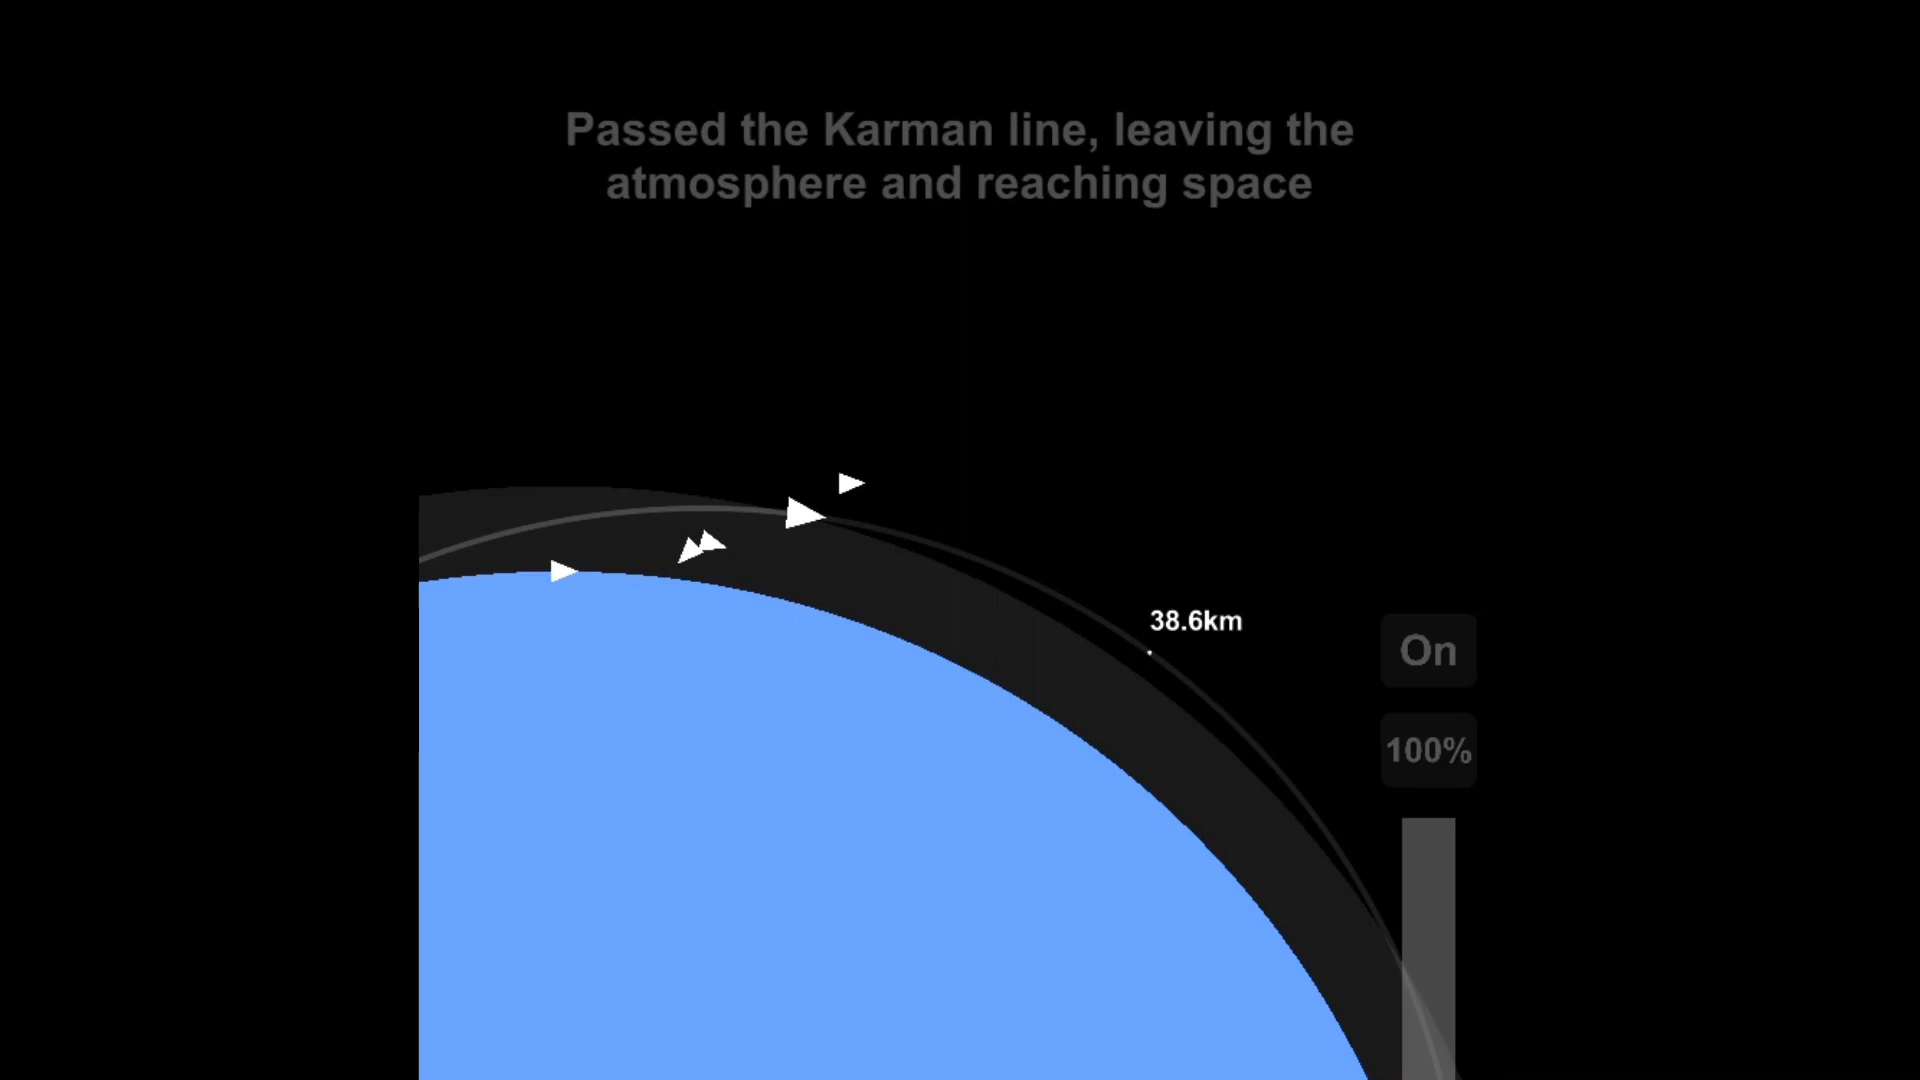 Passed the Karman line, leaving the
atmosphere and reaching space
38.6km
On
100%